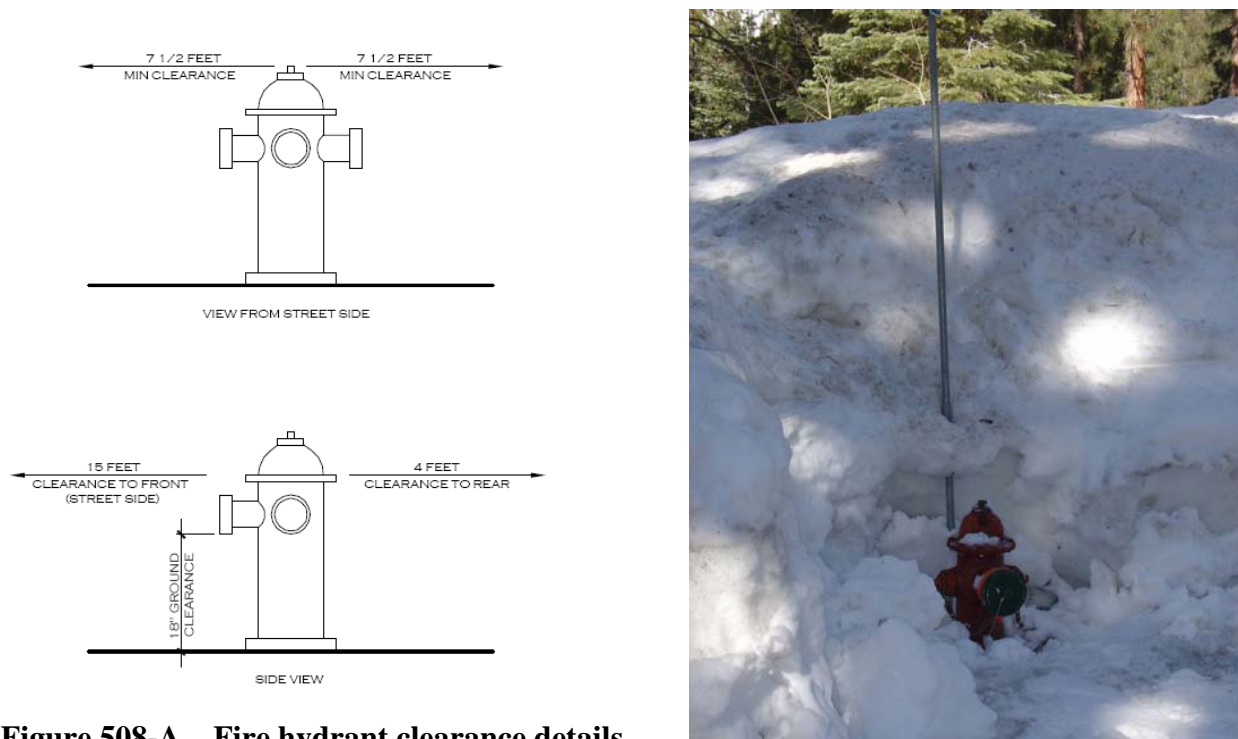 7 1/2 FEET
MIN CLEARANCE
7 1/2 FEET
MIN CLEARANCE
VIEW FROM STREET SIDE
15 FEET
CLEARANCE TO FRONT
(STREET SIDE)
4 FEET
CLEARANCE TO REAR
18" GROUND
CLEARANCE
SIDE VIEW
Figure 508-A Fire hydrant clearance details